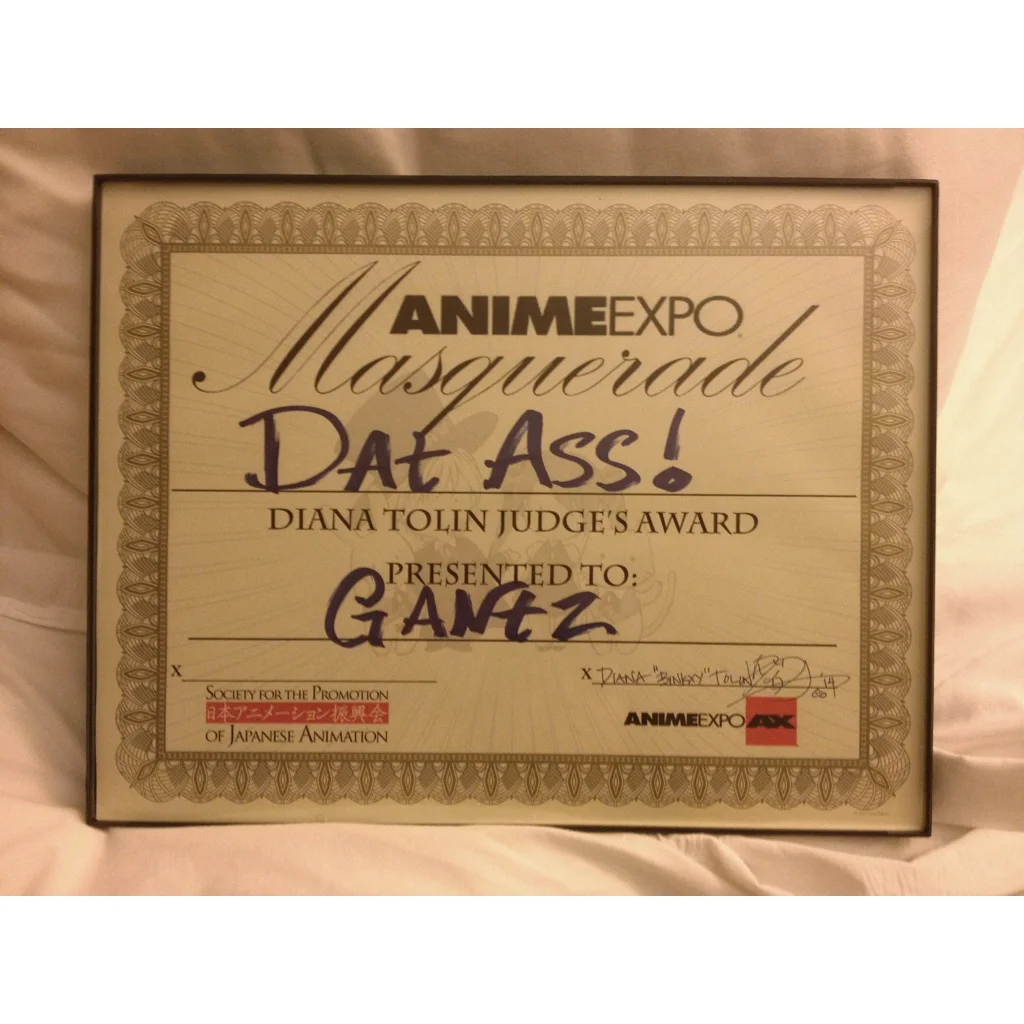 ANIMEEXPO
Masquerade
DAt ASS!
DIANA TOLIN JUDGE'S AWARD
PRESENTED TO:
GANtZ
X
X DIANA "BINKXY" TOLIN '14
SOCIETY FOR THE PROMOTION
日本アニメーション振興会
OF JAPANESE ANIMATION
ANIMEEXPO AX